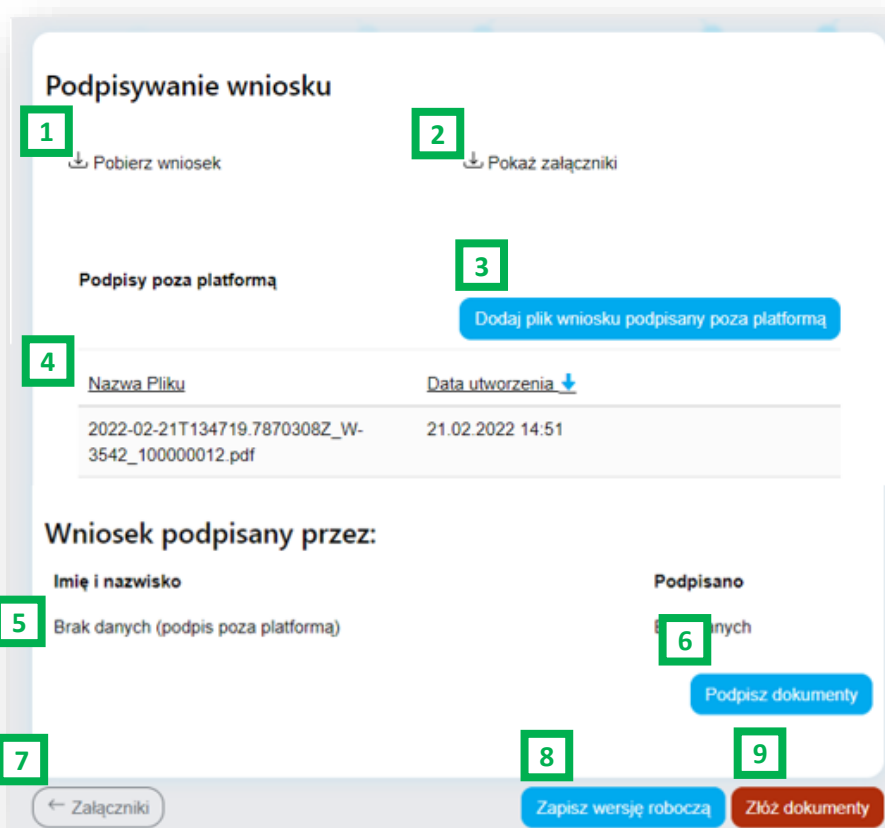 Podpisywanie wniosku
1
2
Pobierz wniosek
Pokaż załączniki
3
Podpisy poza platformą
Dodaj plik wniosku podpisany poza platformą
4
Nazwa Pliku
Data utworzenia
2022-02-21T134719.7870308Z_W-
3542_100000012.pdf
21.02.2022 14:51
Wniosek podpisany przez:
Imię i nazwisko
Podpisano
5
Brak danych (podpis poza platformą)
6
Podpisz dokumenty
7
8
9
Załączniki
Zapisz wersję roboczą
Złóż dokumenty